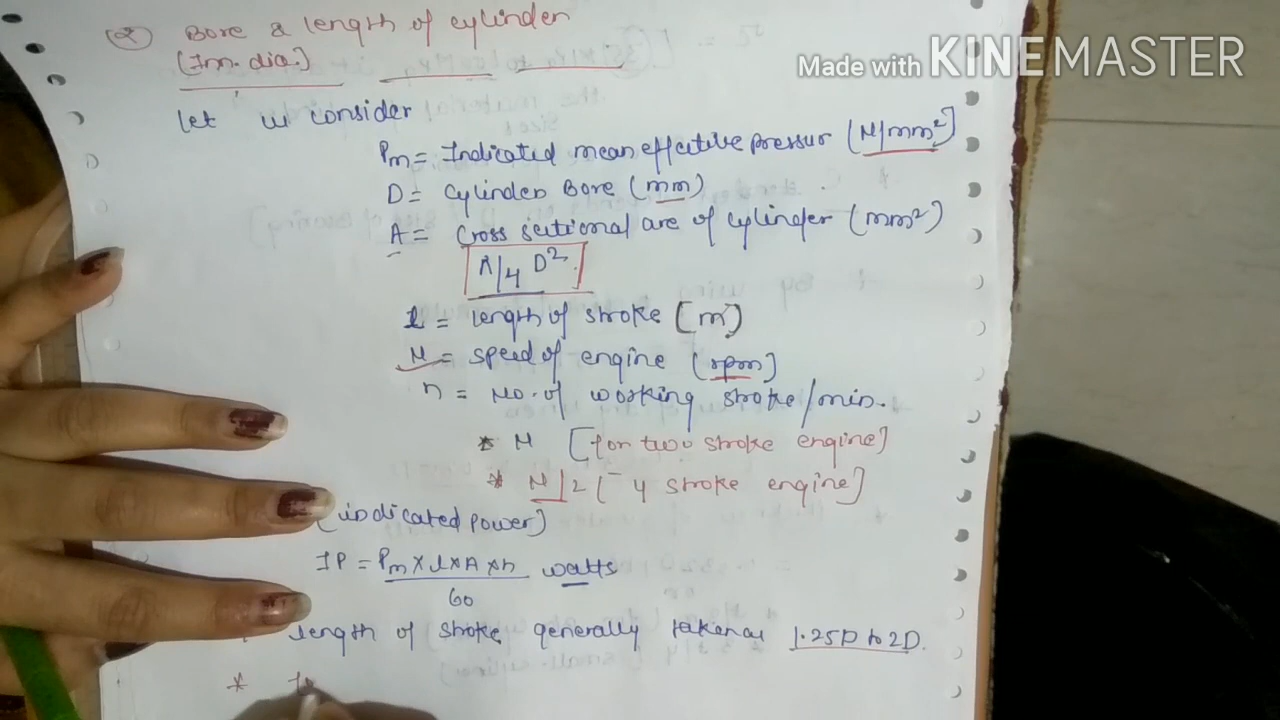 Made with KINEMASTER
(2) Bore & length of cylinder
(In. dia.)
Let us consider
Pm = Indicated mean effective pressur (N/mm²)
D = Cylinder Bore (mm)
A = Cross sectional are of cylinder (mm²)
π/4 D²
l = length of stroke [m]
N = speed of engine (rpm)
n = No. of working stroke/min.
* N [for two stroke engine]
* N/2 [- 4 stroke engine]
(indicated power)
IP = Pm × l × A × n watts
60
length of stroke generally taken as 1.25D to 2D.
*